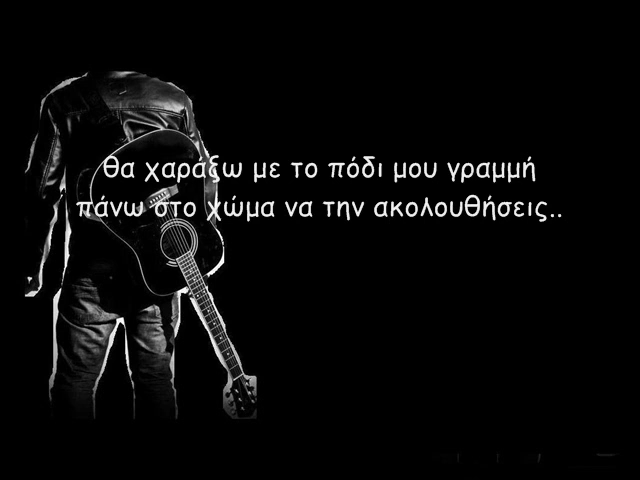 θα χαράξω με το πόδι μου γραμμή
πάνω στο χώμα να την ακολουθήσεις..